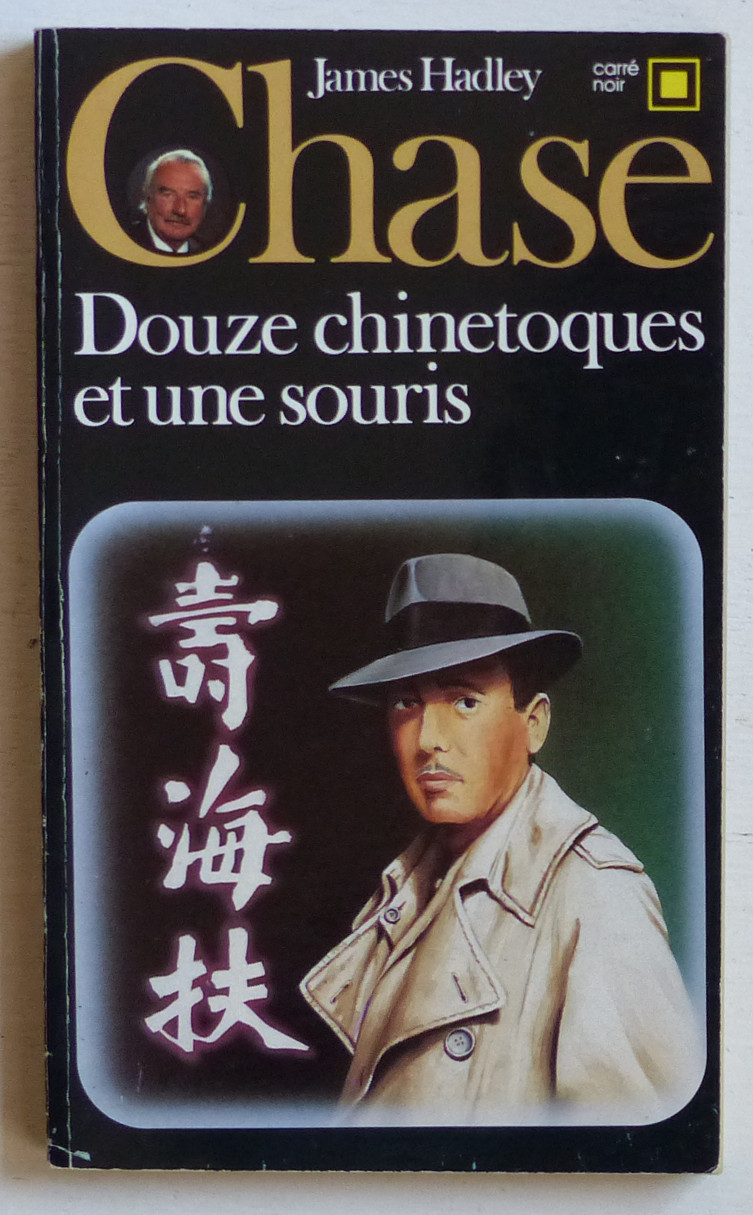 James Hadley
carré
noir
Chase
Douze chinetoques
et une souris
壽
海
扶